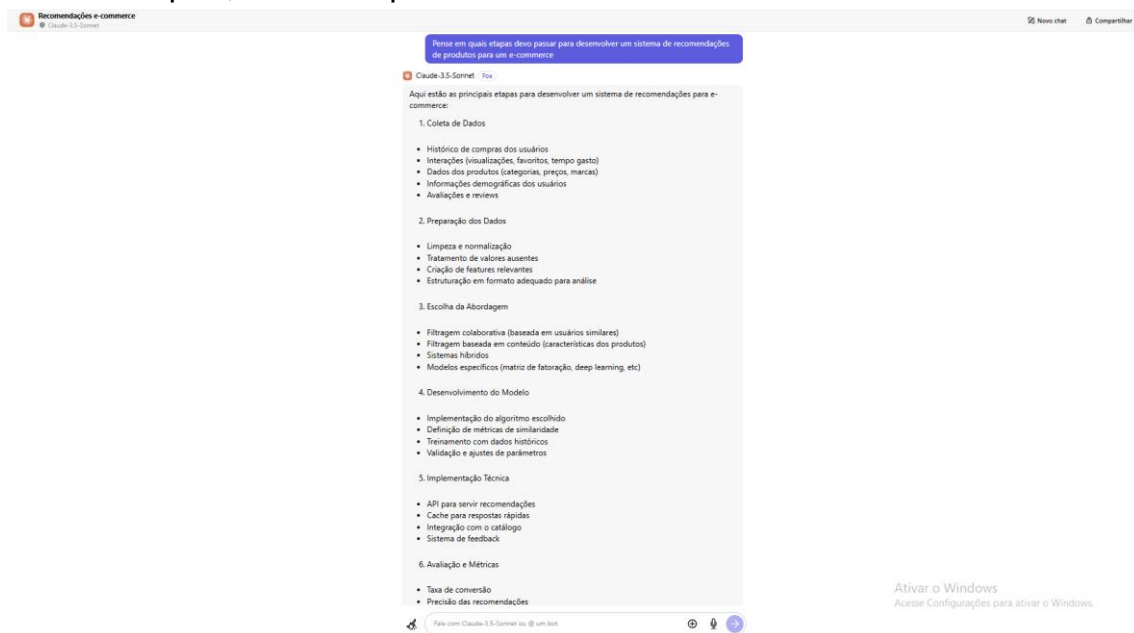 Recomendações e-commerce
Claude-3.5-Sonnet
Novo chat
Compartilhar
Pense em quais etapas devo passar para desenvolver um sistema de recomendações
de produtos para um e-commerce
Claude-3.5-Sonnet Poe
Aqui estão as principais etapas para desenvolver um sistema de recomendações para e-
commerce:
1. Coleta de Dados
• Histórico de compras dos usuários
• Interações (visualizações, favoritos, tempo gasto)
• Dados dos produtos (categorias, preços, marcas)
• Informações demográficas dos usuários
• Avaliações e reviews
2. Preparação dos Dados
• Limpeza e normalização
• Tratamento de valores ausentes
• Criação de features relevantes
• Estruturação em formato adequado para análise
3. Escolha da Abordagem
• Filtragem colaborativa (baseada em usuários similares)
• Filtragem baseada em conteúdo (características dos produtos)
• Sistemas híbridos
• Modelos específicos (matriz de fatoração, deep learning, etc)
4. Desenvolvimento do Modelo
• Implementação do algoritmo escolhido
• Definição de métricas de similaridade
• Treinamento com dados históricos
• Validação e ajustes de parâmetros
5. Implementação Técnica
• API para servir recomendações
• Cache para respostas rápidas
• Integração com o catálogo
• Sistema de feedback
6. Avaliação e Métricas
• Taxa de conversão
• Precisão das recomendações
Fale com Claude-3.5-Sonnet ou @ um bot
Ativar o Windows
Acesse Configurações para ativar o Windows.